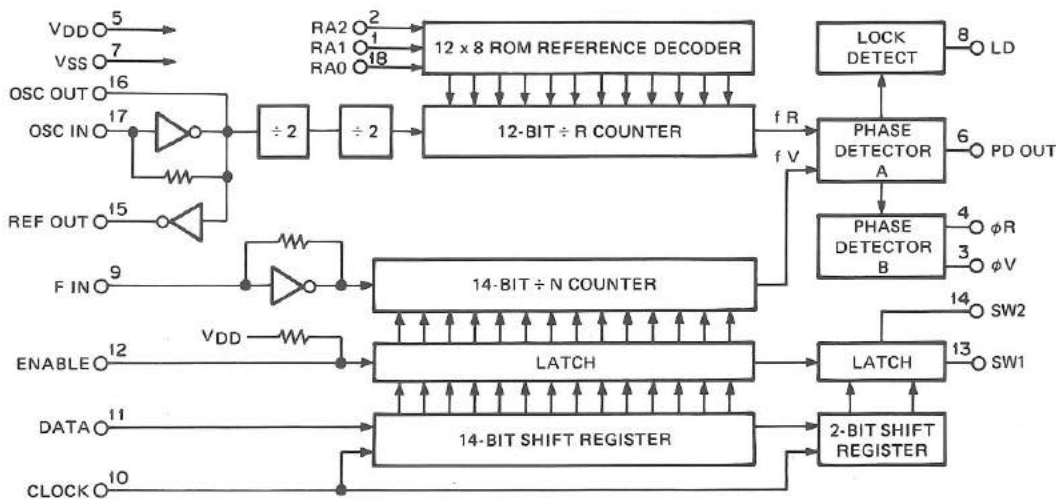 VDD 5
VSS 7
OSC OUT 16
OSC IN 17
REF OUT 15
RA2 2
RA1 1
RA0 18
12 x 8 ROM REFERENCE DECODER
÷ 2
÷ 2
12-BIT ÷ R COUNTER
f R
f V
LOCK
DETECT
8 LD
PHASE
DETECTOR
A
6 PD OUT
PHASE
DETECTOR
B
4 φR
3 φV
F IN 9
14-BIT ÷ N COUNTER
VDD
ENABLE 12
LATCH
LATCH
14 SW2
13 SW1
DATA 11
14-BIT SHIFT REGISTER
2-BIT SHIFT
REGISTER
CLOCK 10